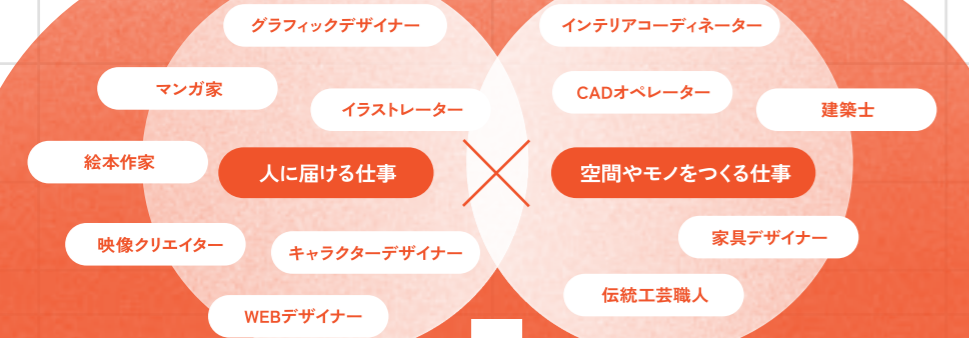 グラフィックデザイナー
マンガ家
イラストレーター
絵本作家
人に届ける仕事
映像クリエイター
キャラクターデザイナー
WEBデザイナー
インテリアコーディネーター
CADオペレーター
建築士
空間やモノをつくる仕事
家具デザイナー
伝統工芸職人